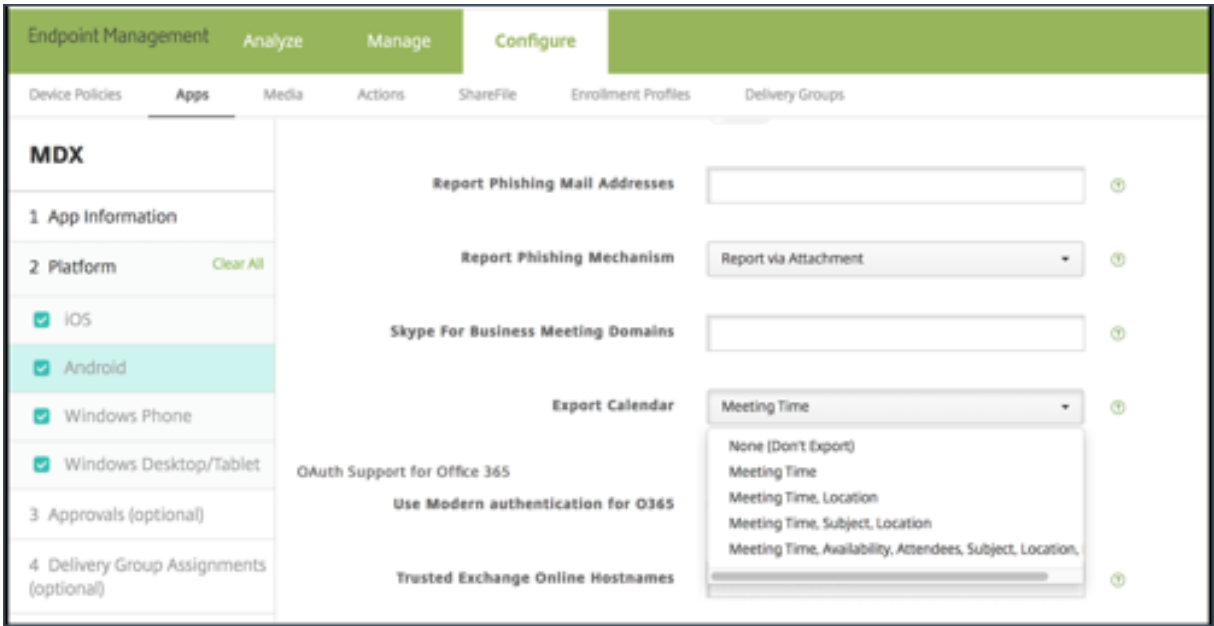 Endpoint Management
Analyze
Manage
Configure
Device Policies
Apps
Media
Actions
ShareFile
Enrollment Profiles
Delivery Groups
MDX
1 App Information
2 Platform
Clear All
iOS
Android
Windows Phone
Windows Desktop/Tablet
3 Approvals (optional)
4 Delivery Group Assignments
(optional)
Report Phishing Mail Addresses
Report Phishing Mechanism
Report via Attachment
Skype For Business Meeting Domains
Export Calendar
Meeting Time
None (Don't Export)
Meeting Time
Meeting Time, Location
Meeting Time, Subject, Location
Meeting Time, Availability, Attendees, Subject, Location,
OAuth Support for Office 365
Use Modern authentication for O365
Trusted Exchange Online Hostnames